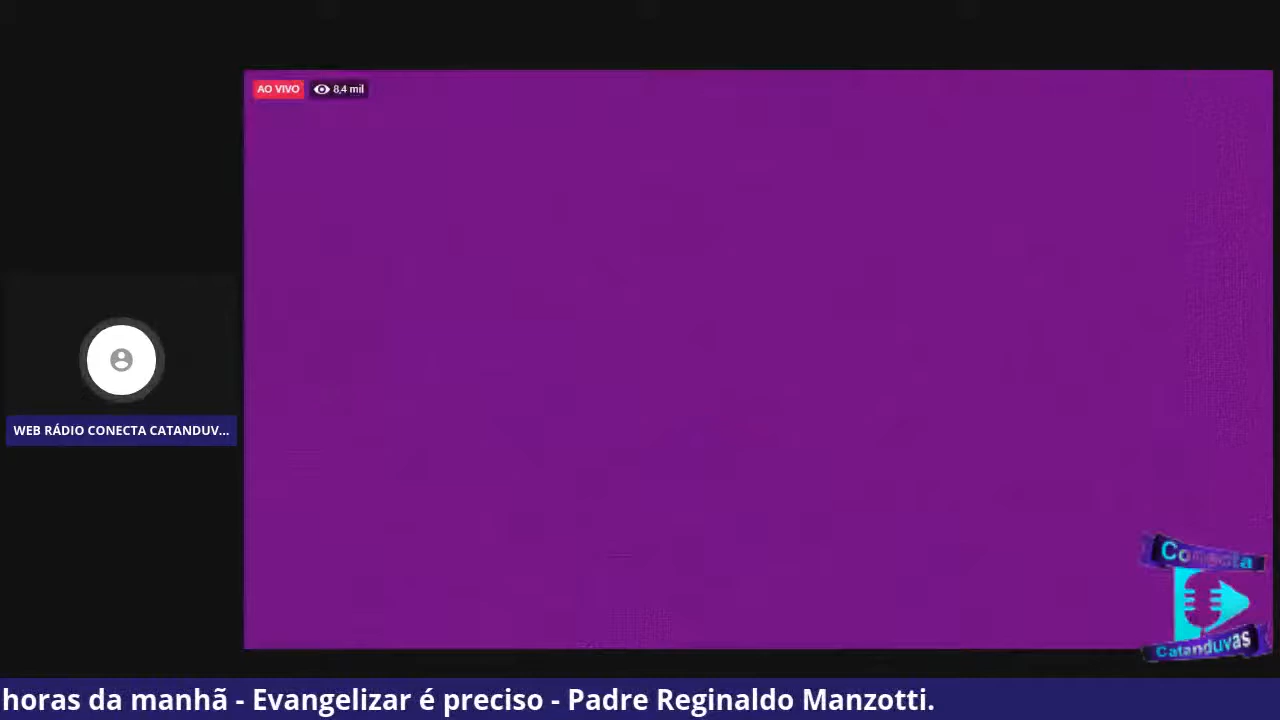 AO VIVO 8,4 mil
WEB RÁDIO CONECTA CATANDUV...
Conecta
Catanduvas
horas da manhã - Evangelizar é preciso - Padre Reginaldo Manzotti.